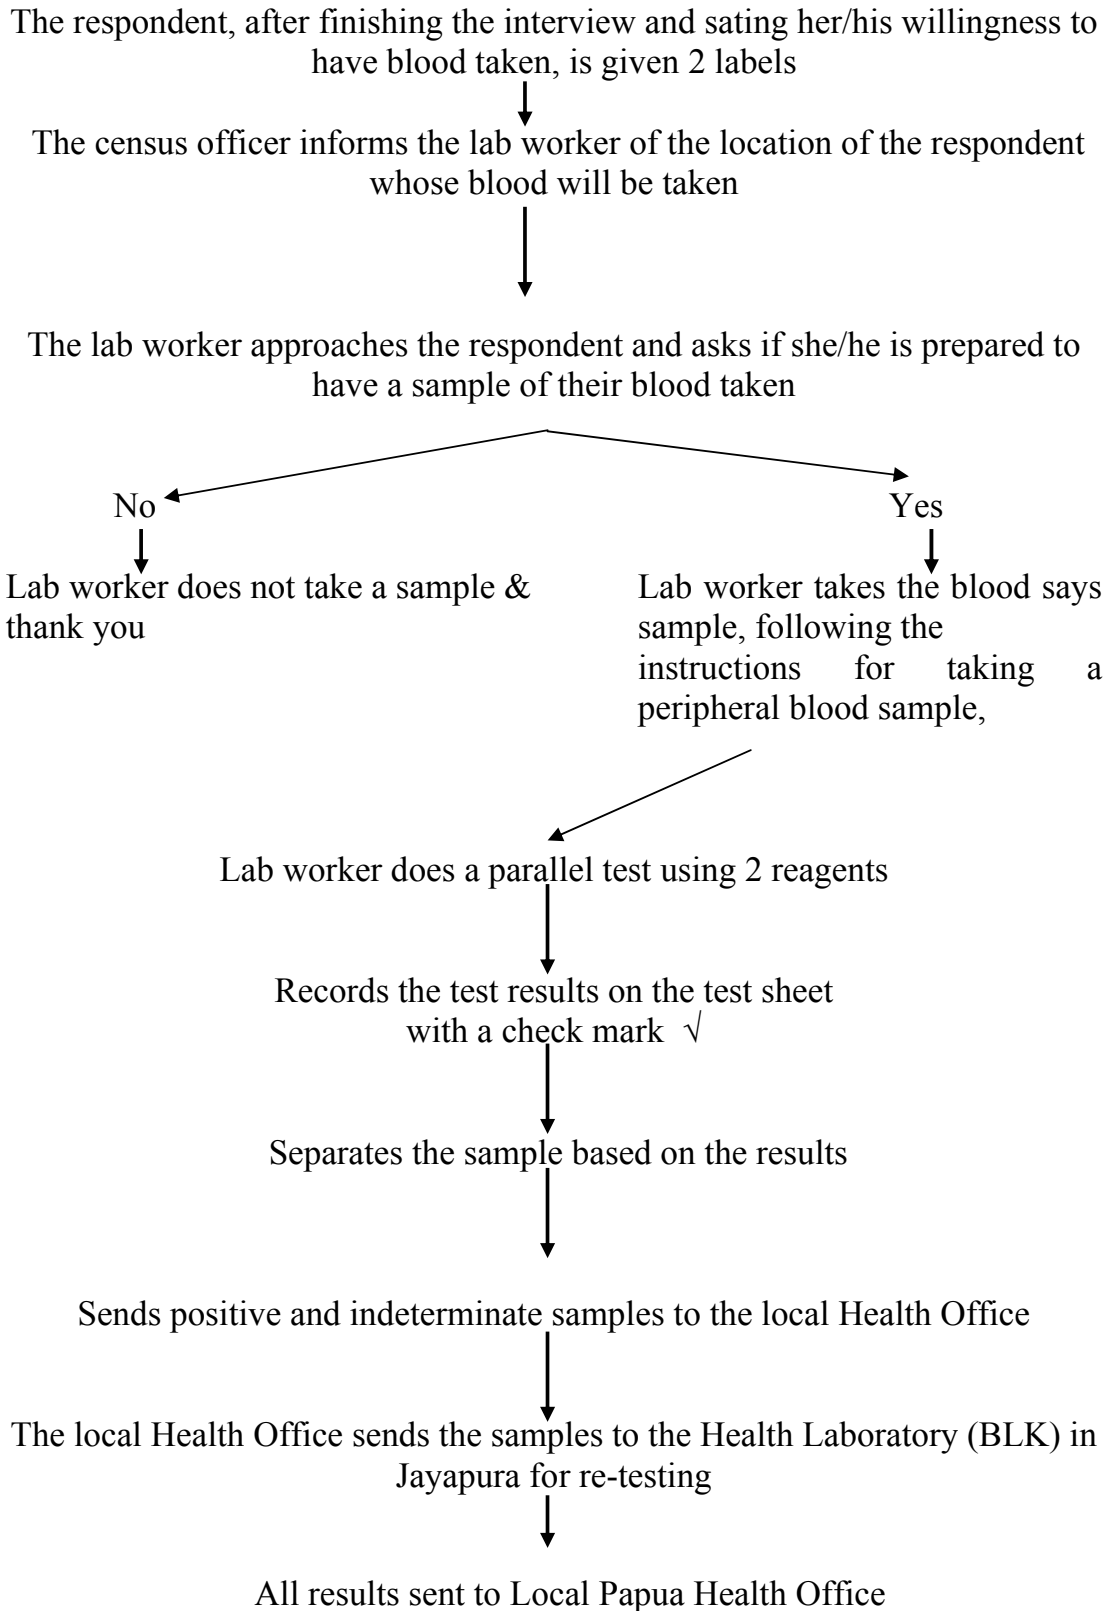 The respondent, after finishing the interview and sating her/his willingness to
have blood taken, is given 2 labels
The census officer informs the lab worker of the location of the respondent
whose blood will be taken
The lab worker approaches the respondent and asks if she/he is prepared to
have a sample of their blood taken
No
Yes
Lab worker does not take a sample &
thank you
Lab worker takes the blood says
sample, following the
instructions for taking a
peripheral blood sample,
Lab worker does a parallel test using 2 reagents
Records the test results on the test sheet
with a check mark √
Separates the sample based on the results
Sends positive and indeterminate samples to the local Health Office
The local Health Office sends the samples to the Health Laboratory (BLK) in
Jayapura for re-testing
All results sent to Local Papua Health Office